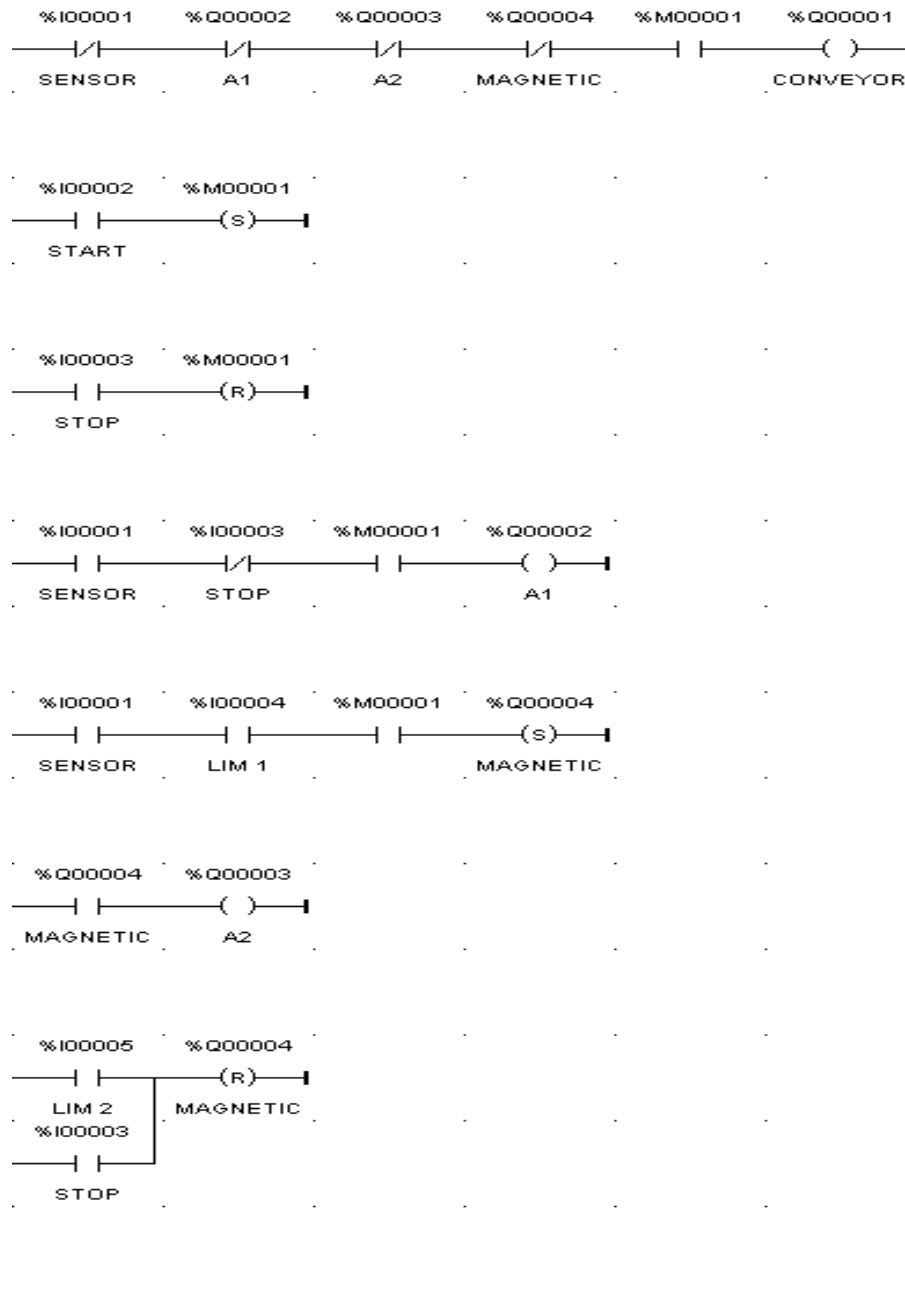 %I00001 %Q00002 %Q00003 %Q00004 %M00001 %Q00001
SENSOR A1 A2 MAGNETIC CONVEYOR
%I00002 %M00001
(S)
START
%I00003 %M00001
(R)
STOP
%I00001 %I00003 %M00001 %Q00002
SENSOR STOP A1
%I00001 %I00004 %M00001 %Q00004
(S)
SENSOR LIM 1 MAGNETIC
%Q00004 %Q00003
MAGNETIC A2
%I00005 %Q00004
(R)
LIM 2 MAGNETIC
%I00003
STOP